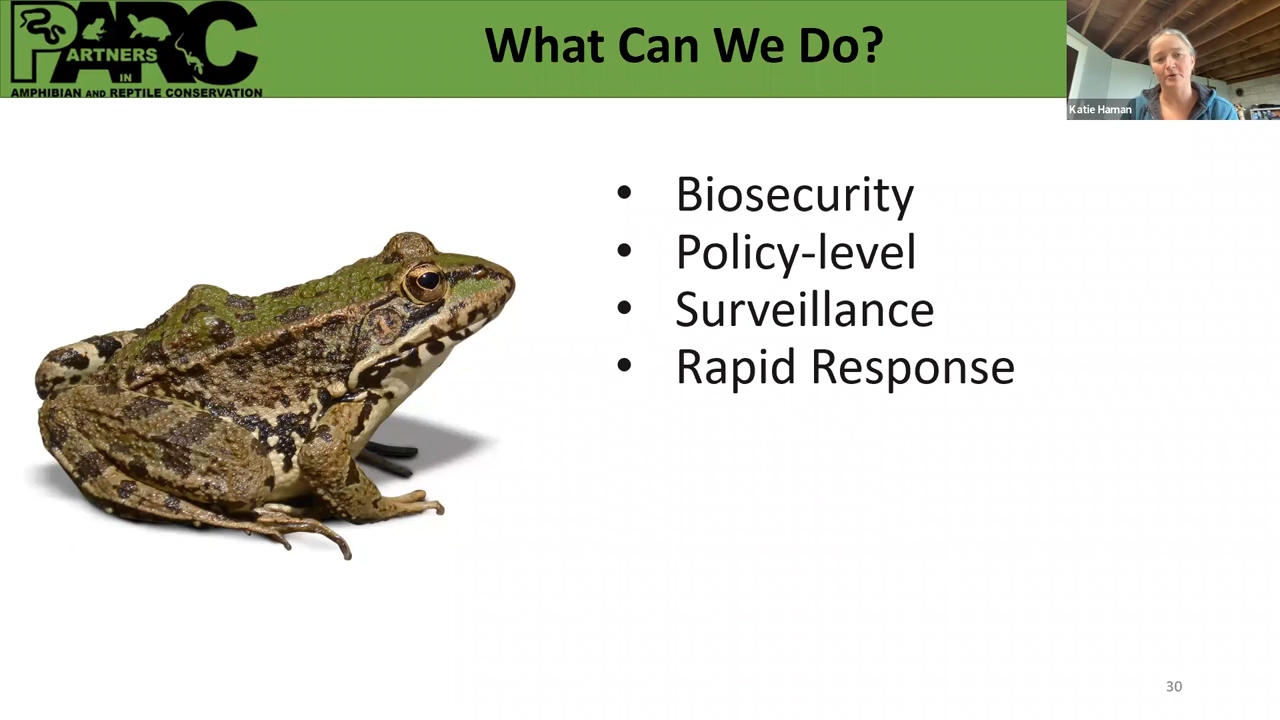 PARC
PARTNERS
IN
AMPHIBIAN AND REPTILE CONSERVATION
What Can We Do?
Katie Haman
• Biosecurity
• Policy-level
• Surveillance
• Rapid Response
30